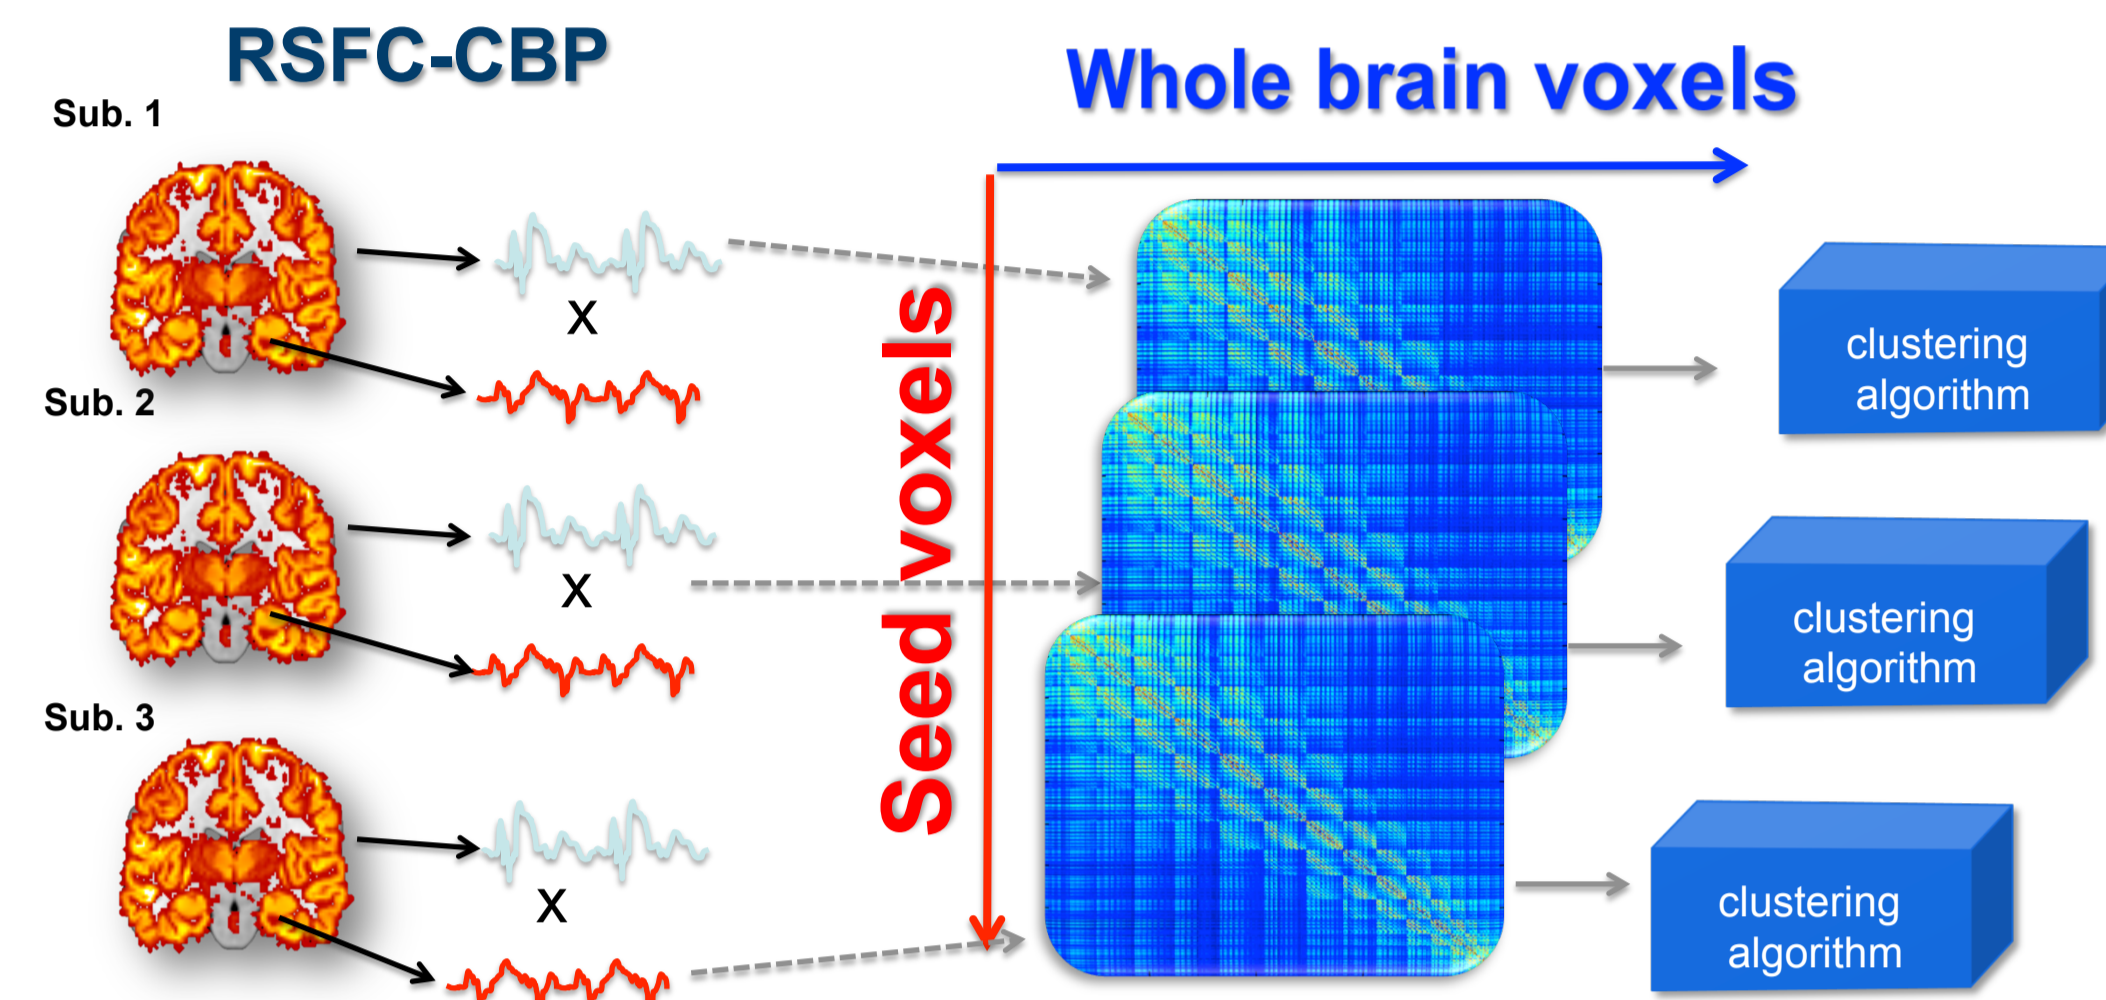 RSFC-CBP
Whole brain voxels
Sub. 1
X
Sub. 2
X
Sub. 3
X
Seed voxels
clustering
algorithm
clustering
algorithm
clustering
algorithm